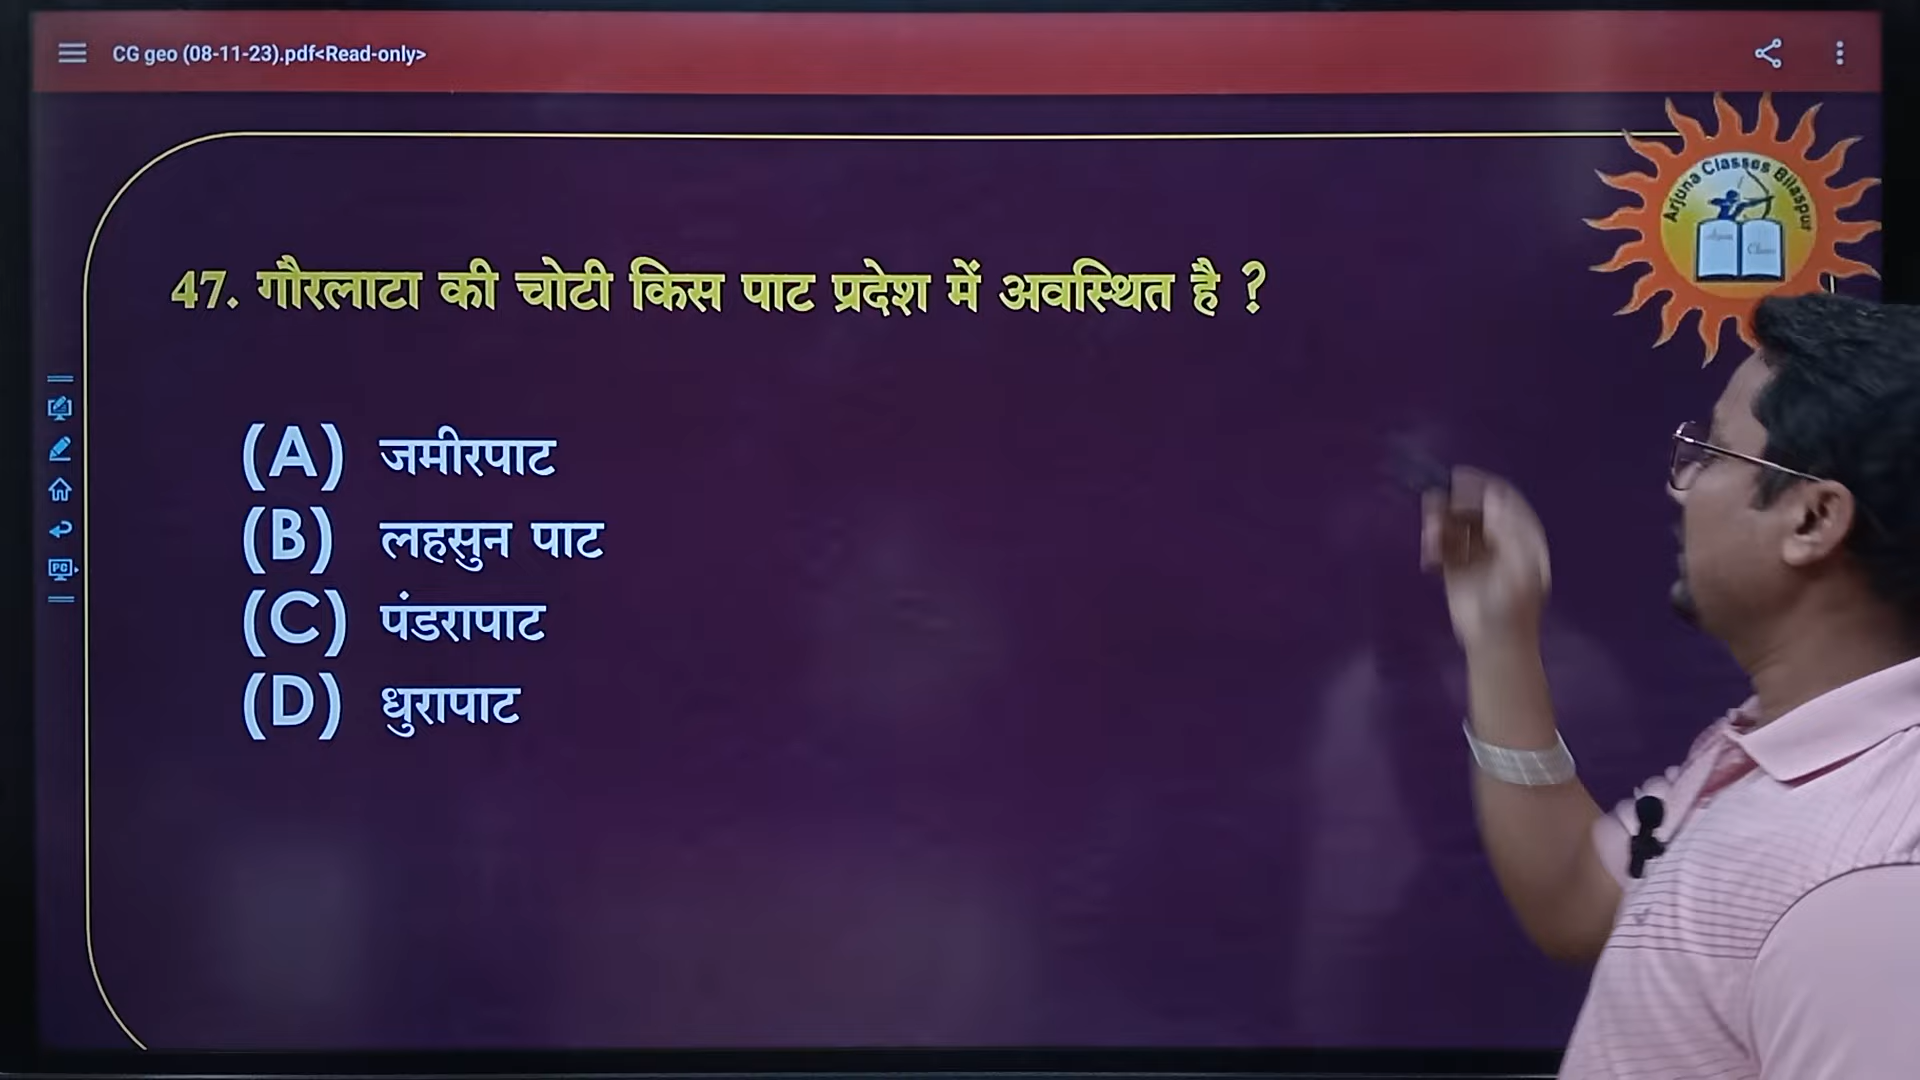 CG geo (08-11-23).pdf<Read-only>
Arjuna Classes Bilaspur
47. गौरलाटा की चोटी किस पाट प्रदेश में अवस्थित है ?
(A) जमीरपाट
(B) लहसुन पाट
(C) पंडरापाट
(D) धुरापाट
PC